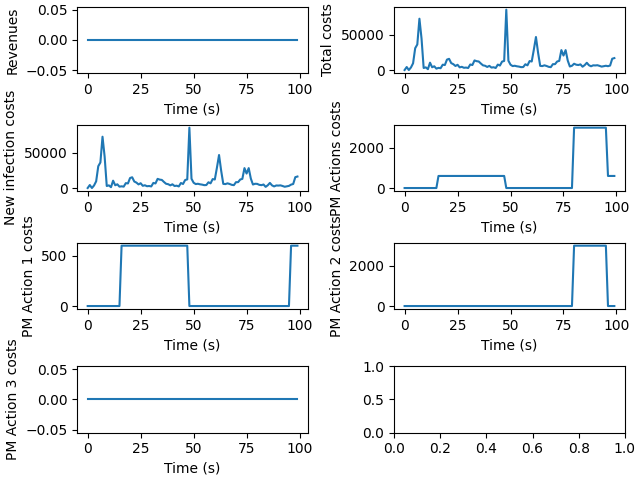 Revenues
0.05
0.00
−0.05
0 25 50 75 100
Time (s)
Total costs
50000
0
0 25 50 75 100
Time (s)
New infection costs
50000
0
0 25 50 75 100
Time (s)
PM Actions costs
2000
0
0 25 50 75 100
Time (s)
PM Action 1 costs
500
0
0 25 50 75 100
Time (s)
PM Action 2 costs
2000
0
0 25 50 75 100
Time (s)
PM Action 3 costs
0.05
0.00
−0.05
0 25 50 75 100
Time (s)
1.0
0.5
0.0
0.0 0.2 0.4 0.6 0.8 1.0